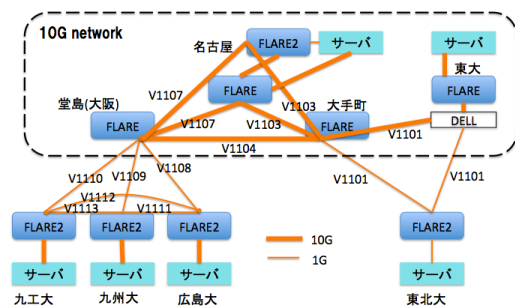 10G network
名古屋
FLARE2
サーバ
サーバ
東大
FLARE
FLARE
V1107
堂島(大阪)
V1103
大手町
FLARE
V1107
V1103
FLARE
V1101
DELL
V1104
V1110
V1109
V1108
V1112
V1113
V1111
V1101
V1101
FLARE2
FLARE2
FLARE2
FLARE2
10G
1G
サーバ
サーバ
サーバ
サーバ
九工大
九州大
広島大
東北大